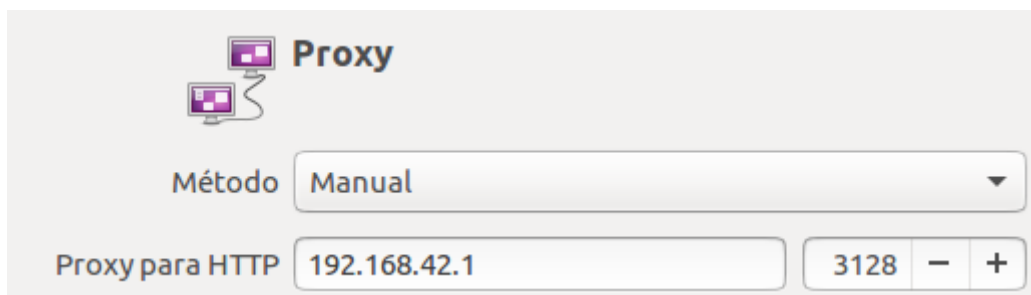 Proxy
Método Manual
Proxy para HTTP 192.168.42.1 3128 − +